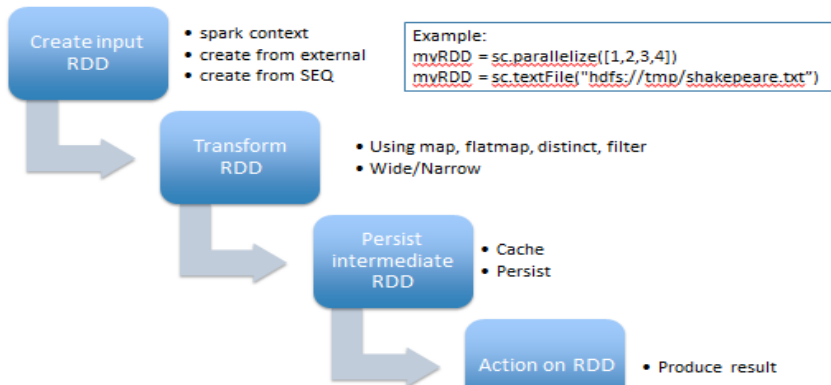 Create input
RDD
• spark context
• create from external
• create from SEQ
Example:
myRDD = sc.parallelize([1,2,3,4])
myRDD = sc.textFile("hdfs://tmp/shakepeare.txt")
Transform
RDD
• Using map, flatmap, distinct, filter
• Wide/Narrow
Persist
intermediate
RDD
• Cache
• Persist
Action on RDD
• Produce result